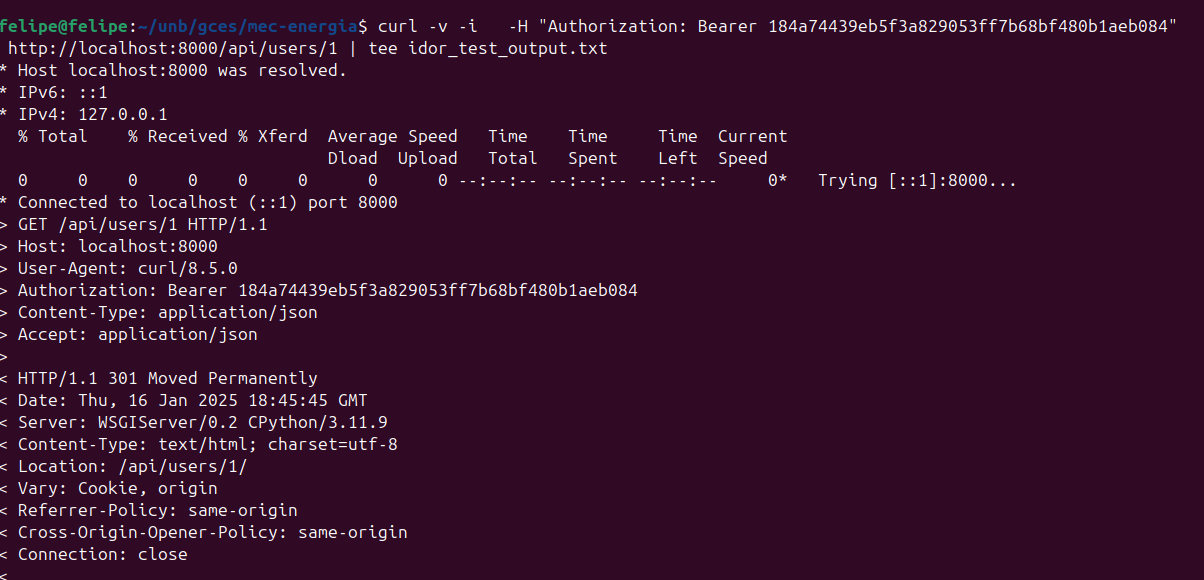 felipe@felipe:~/unb/gces/mec-energia$ curl -v -i   -H "Authorization: Bearer 184a74439eb5f3a829053ff7b68bf480b1aeb084"
 http://localhost:8000/api/users/1 | tee idor_test_output.txt
* Host localhost:8000 was resolved.
* IPv6: ::1
* IPv4: 127.0.0.1
  % Total    % Received % Xferd  Average Speed   Time    Time     Time  Current
                                 Dload  Upload   Total   Spent    Left  Speed
  0     0    0     0    0     0      0      0 --:--:-- --:--:-- --:--:--     0*   Trying [::1]:8000...
* Connected to localhost (::1) port 8000
> GET /api/users/1 HTTP/1.1
> Host: localhost:8000
> User-Agent: curl/8.5.0
> Authorization: Bearer 184a74439eb5f3a829053ff7b68bf480b1aeb084
> Content-Type: application/json
> Accept: application/json
>
< HTTP/1.1 301 Moved Permanently
< Date: Thu, 16 Jan 2025 18:45:45 GMT
< Server: WSGIServer/0.2 CPython/3.11.9
< Content-Type: text/html; charset=utf-8
< Location: /api/users/1/
< Vary: Cookie, origin
< Referrer-Policy: same-origin
< Cross-Origin-Opener-Policy: same-origin
< Connection: close
<